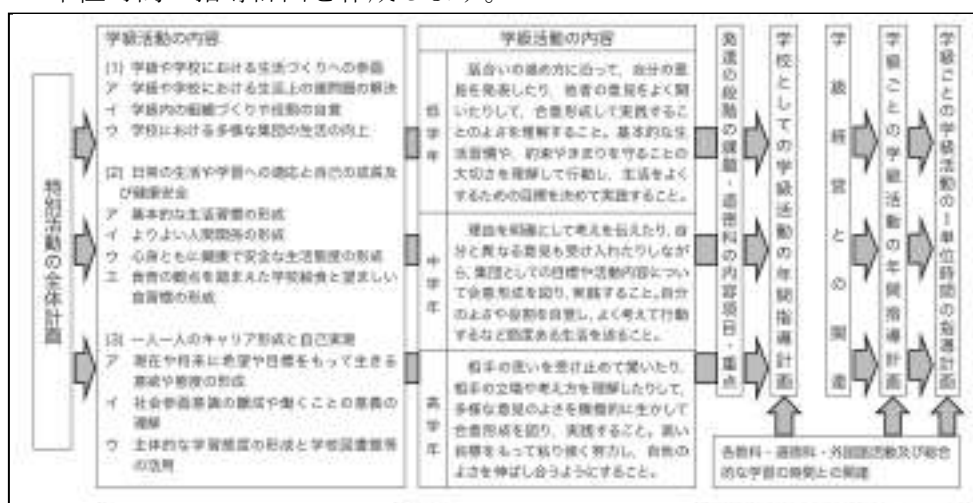 特別活動の全体計画
学級活動の内容
(1) 学級や学校における生活づくりへの参画
ア 学級や学校における生活上の諸問題の解決
イ 学級内の組織づくりや役割の自覚
ウ 学校における多様な集団の生活の向上
(2) 日常の生活や学習への適応と自己の成長及
び健康安全
ア 基本的な生活習慣の形成
イ よりよい人間関係の形成
ウ 心身ともに健康で安全な生活態度の形成
エ 食育の観点を踏まえた学校給食と望ましい
食習慣の形成
(3) 一人一人のキャリア形成と自己実現
ア 現在や将来に希望や目標をもって生きる
意欲や態度の形成
イ 社会参画意識の醸成や働くことの意義の
理解
ウ 主体的な学習態度の形成と学校図書館等
の活用
学級活動の内容
低学年
話合いの進め方に沿って、自分の意
見を発表したり、他者の意見をよく聞
いたりして、合意形成して実践するこ
とのよさを理解すること。基本的な生
活習慣や、約束やきまりを守ることの
大切さを理解して行動し、生活をよく
するための目標を決めて実践すること。
中学年
理由を明確にして考えを伝えたり、自
分と異なる意見も受け入れたりしなが
ら、集団としての目標や活動内容につい
て合意形成を図り、実践すること。自分
のよさや役割を自覚し、よく考えて行動
するなど節度ある生活を送ること。
高学年
相手の思いを受け止めて聞いたり、
相手の立場や考え方を理解したりして、
多様な意見のよさを積極的に生かして
合意形成を図り、実践すること。高い
目標をもって粘り強く努力し、自他の
よさを伸ばし合うようにすること。
発達の段階の課題・道徳科の内容項目・重点
学校としての学級活動の年間指導計画
学級経営との関連
学級ごとの学級活動の年間指導計画
学級ごとの学級活動の1単位時間の指導計画
各教科・道徳科・外国語活動及び総合
的な学習の時間との関連